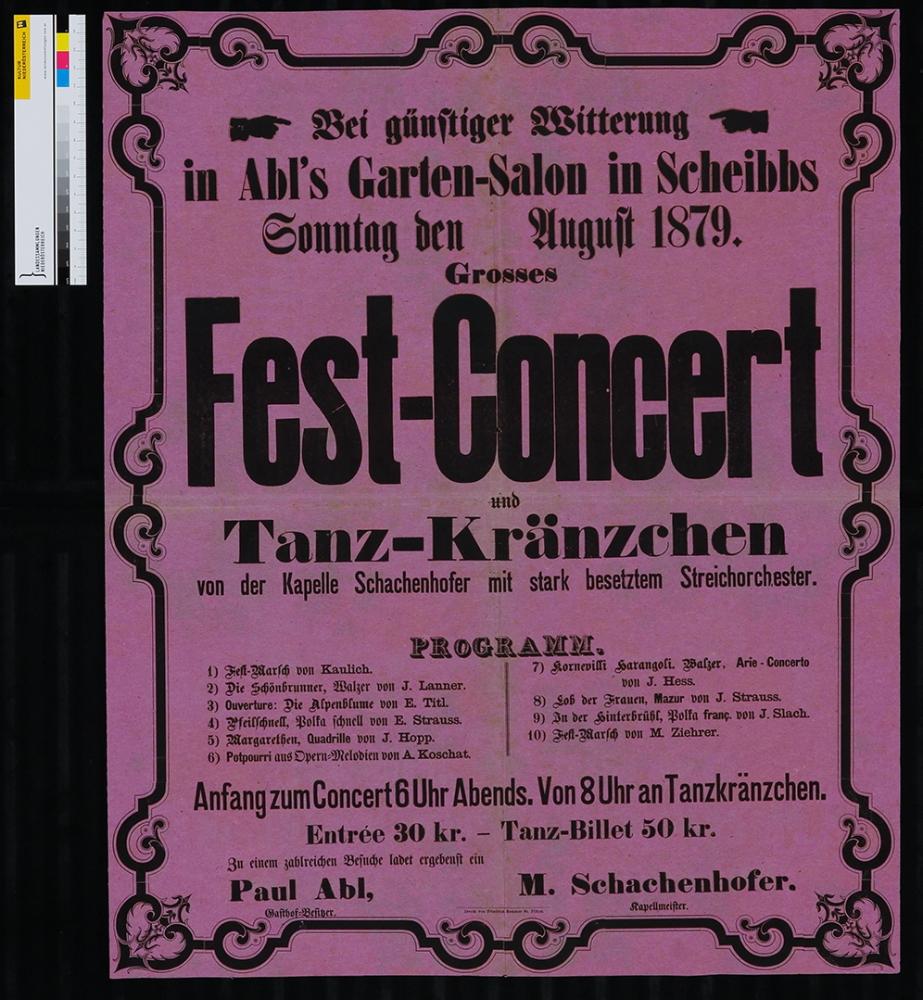 Bei günstiger Witterung
in Abl's Garten-Salon in Scheibbs
Sonntag den August 1879.
Grosses
Fest-Concert
und
Tanz-Kränzchen
von der Kapelle Schachenhofer mit stark besetztem Streichorchester.
PROGRAMM.
1) Fest-Marsch von Kaulich.
2) Die Schönbrunner, Walzer von J. Lanner.
3) Ouverture: Die Alpenblume von E. Titl.
4) Pfeilschnell, Polka schnell von E. Strauss.
5) Margarethen, Quadrille von J. Hopp.
6) Potpourri aus Opern-Melodien von A. Koschat.
7) Kornevilli Harangoli. Walzer, Arie-Concerto
von J. Hess.
8) Lob der Frauen, Mazur von J. Strauss.
9) In der Hinterbrühl, Polka franç. von J. Slach.
10) Fest-Marsch von M. Ziehrer.
Anfang zum Concert 6 Uhr Abends. Von 8 Uhr an Tanzkränzchen.
Entrée 30 kr. – Tanz-Billet 50 kr.
Zu einem zahlreichen Besuche ladet ergebenst ein
Paul Abl,
Gasthof-Besitzer.
M. Schachenhofer.
Kapellmeister.
KULTUR
NIEDERÖSTERREICH
LANDESSAMMLUNGEN
NIEDERÖSTERREICH